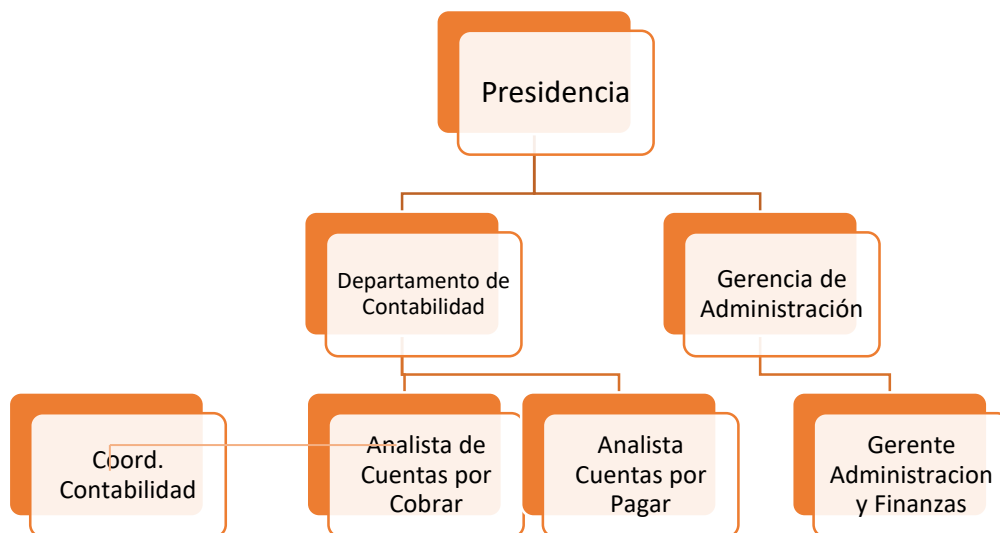 Presidencia
Departamento de
Contabilidad
Gerencia de
Administración
Coord.
Contabilidad
Analista de
Cuentas por
Cobrar
Analista
Cuentas por
Pagar
Gerente
Administracion
y Finanzas